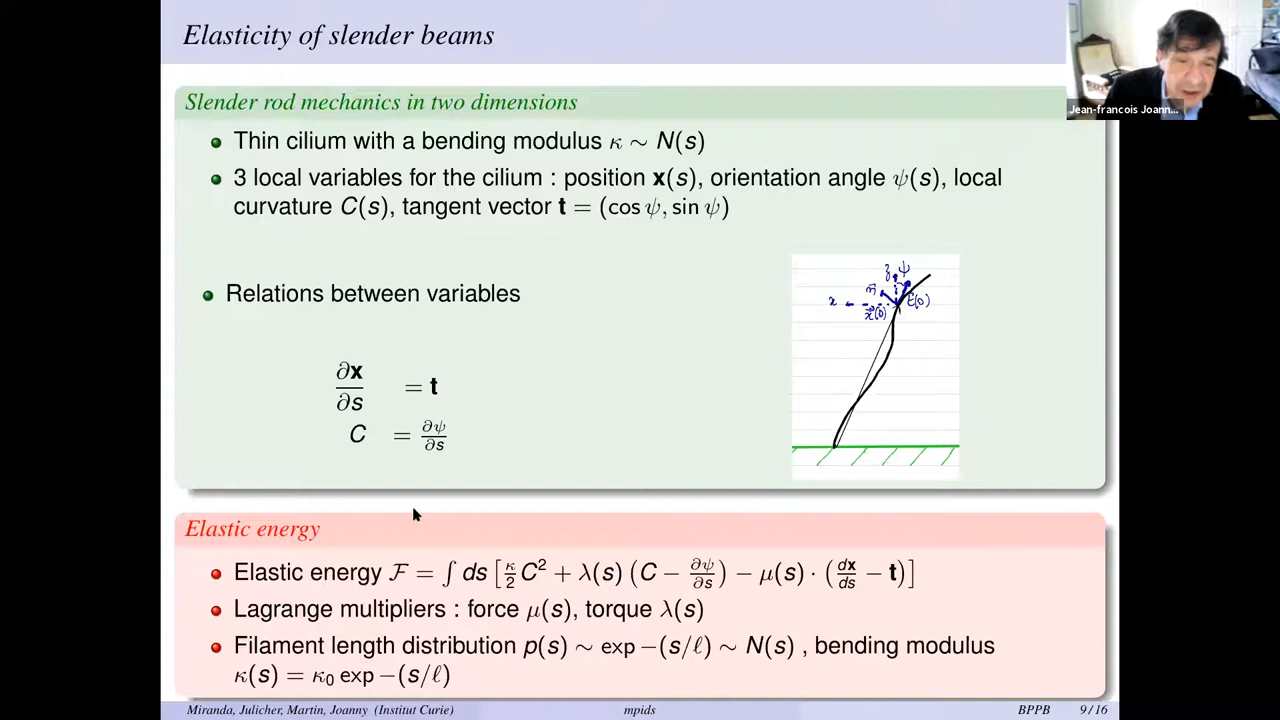 Elasticity of slender beams
Jean-francois Joann...
Slender rod mechanics in two dimensions
Thin cilium with a bending modulus κ ∼ N(s)
3 local variables for the cilium : position x(s), orientation angle ψ(s), local
curvature C(s), tangent vector t = (cos ψ, sin ψ)
Relations between variables
∂x/∂s = t
C = ∂ψ/∂s
z ψ
n
x
x(s) t(s)
Elastic energy
Elastic energy F = ∫ ds [κ/2 C² + λ(s) (C − ∂ψ/∂s) − μ(s) · (dx/ds − t)]
Lagrange multipliers : force μ(s), torque λ(s)
Filament length distribution p(s) ∼ exp −(s/ℓ) ∼ N(s) , bending modulus
κ(s) = κ₀ exp −(s/ℓ)
Miranda, Julicher, Martin, Joanny (Institut Curie) mpids BPPB 9 / 16